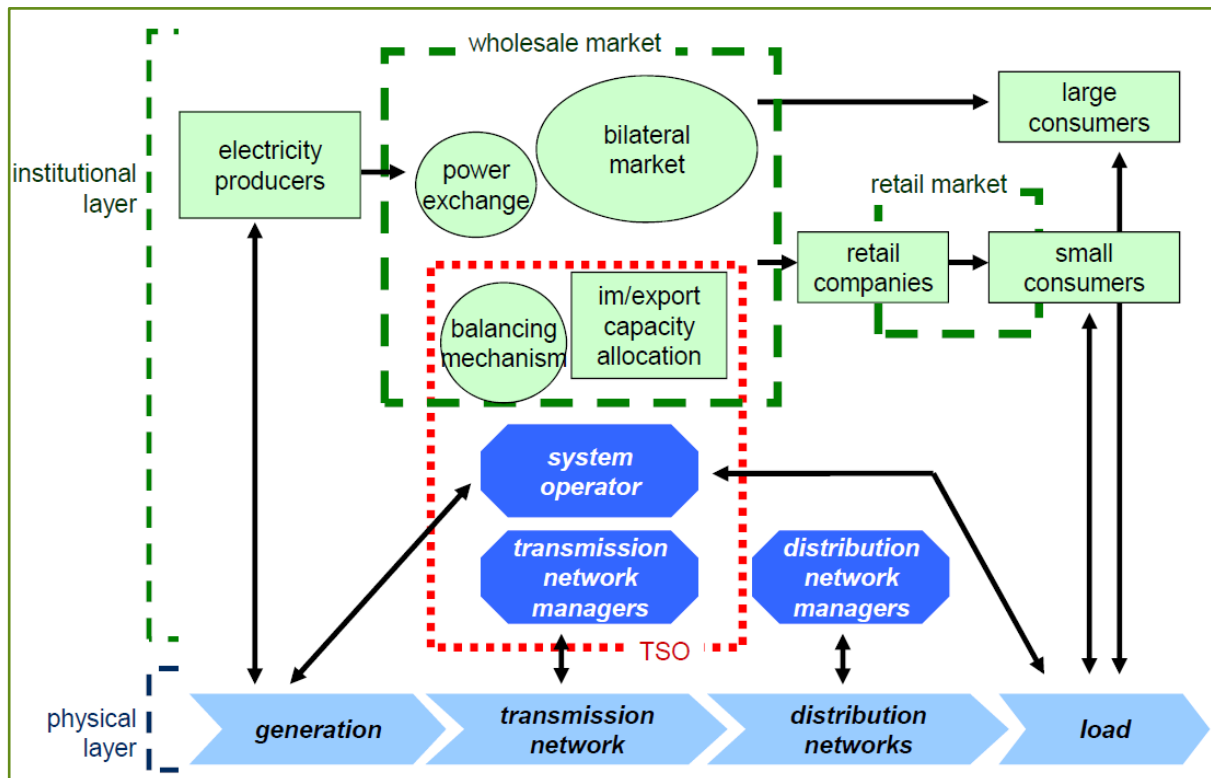 wholesale market
large
consumers
electricity
producers
bilateral
market
power
exchange
institutional
layer
retail market
retail
companies
small
consumers
balancing
mechanism
im/export
capacity
allocation
system
operator
transmission
network
managers
distribution
network
managers
TSO
physical
layer
generation
transmission
network
distribution
networks
load